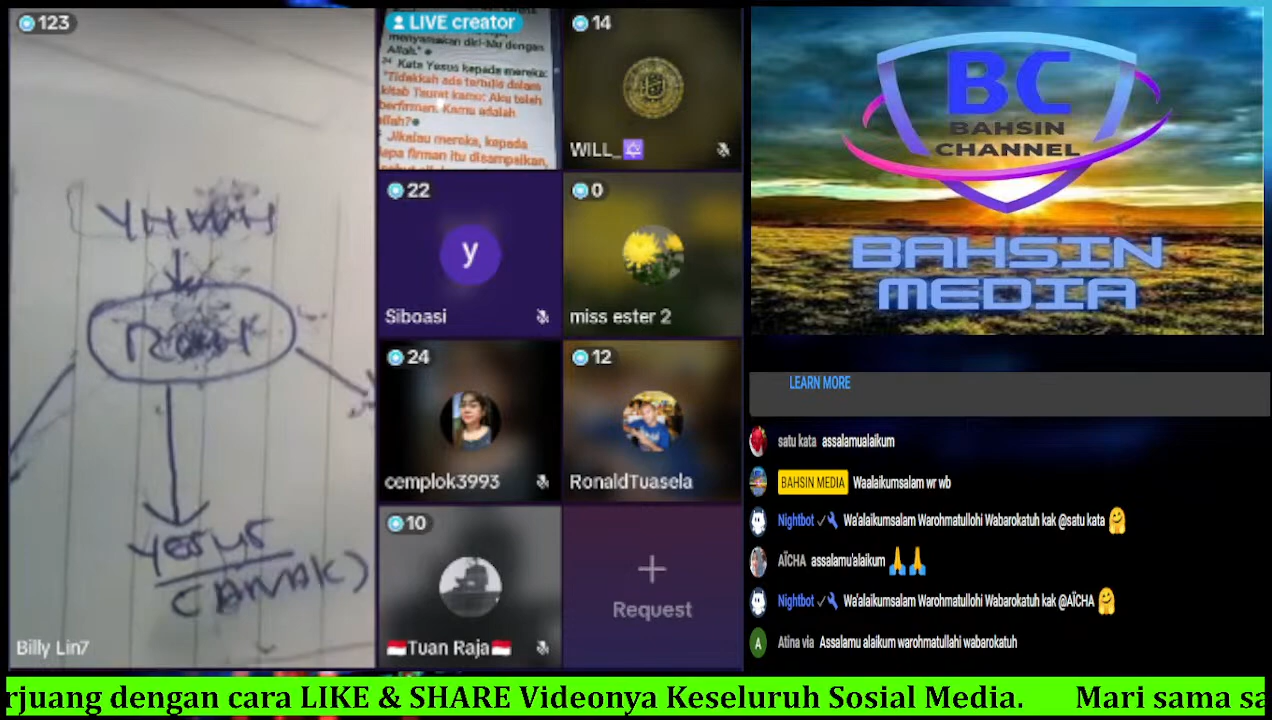 123
YHWH
YESUS
(ANAK)
Billy Lin7
LIVE creator
menyamakan diri-Mu dengan
Allah."
34 Kata Yesus kepada mereka:
"Tidakkah ada tertulis dalam
kitab Taurat kamu: Aku telah
berfirman: Kamu adalah
allah?
Jikalau mereka, kepada
firman itu disampaikan,
14
WILL_
22
y
Siboasi
0
miss ester 2
24
cemplok3993
12
RonaldTuasela
10
Tuan Raja
+
Request
BC
BAHSIN
CHANNEL
BAHSIN
MEDIA
LEARN MORE
satu kata assalamualaikum
BAHSIN MEDIA Waalaikumsalam wr wb
Nightbot Wa'alaikumsalam Warohmatullohi Wabarokatuh kak @satu kata
AÏCHA assalamu'alaikum
Nightbot Wa'alaikumsalam Warohmatullohi Wabarokatuh kak @AÏCHA
A
Atina via Assalamu alaikum warohmatullahi wabarokatuh
rjuang dengan cara LIKE & SHARE Videonya Keseluruh Sosial Media. Mari sama sa